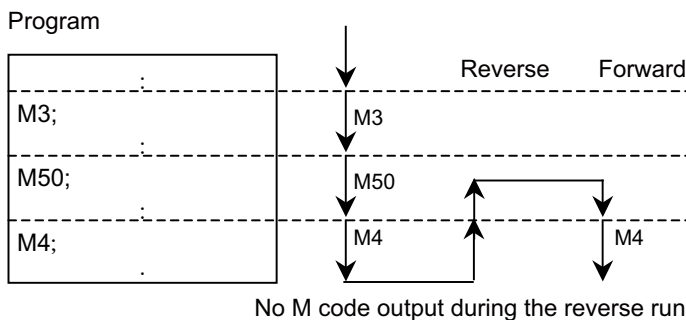 Program
Reverse Forward
:
M3;
M3
:
M50;
M50
:
M4;
M4
M4
:
No M code output during the reverse run